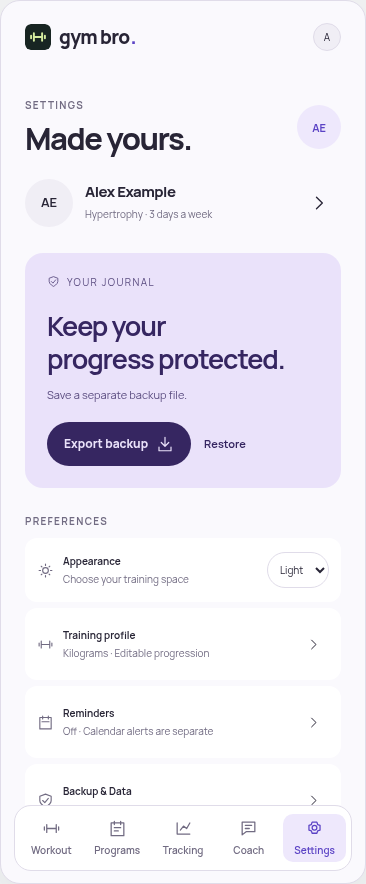 gym bro.
A
SETTINGS
Made yours.
AE
AE
Alex Example
Hypertrophy · 3 days a week
YOUR JOURNAL
Keep your
progress protected.
Save a separate backup file.
Export backup
Restore
PREFERENCES
Appearance
Choose your training space
Light
Training profile
Kilograms · Editable progression
Reminders
Off · Calendar alerts are separate
Backup & Data
Workout
Programs
Tracking
Coach
Settings